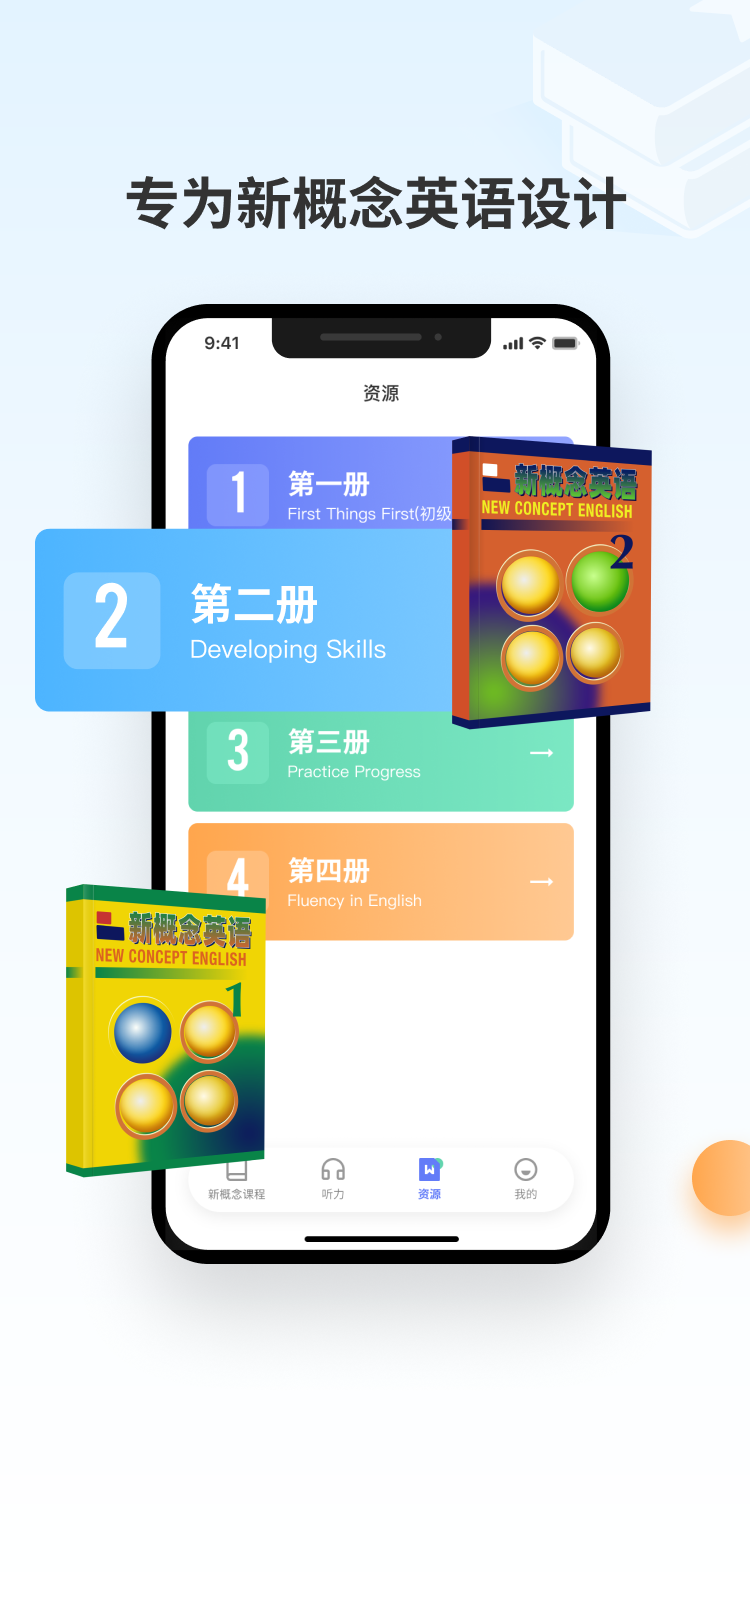 专为新概念英语设计
9:41
资源
1
第一册
First Things First(初级
新概念英语
NEW CONCEPT ENGLISH
2
2
第二册
Developing Skills
3
第三册
Practice Progress
4
第四册
Fluency in English
新概念英语
NEW CONCEPT ENGLISH
1
新概念课程
听力
资源
我的